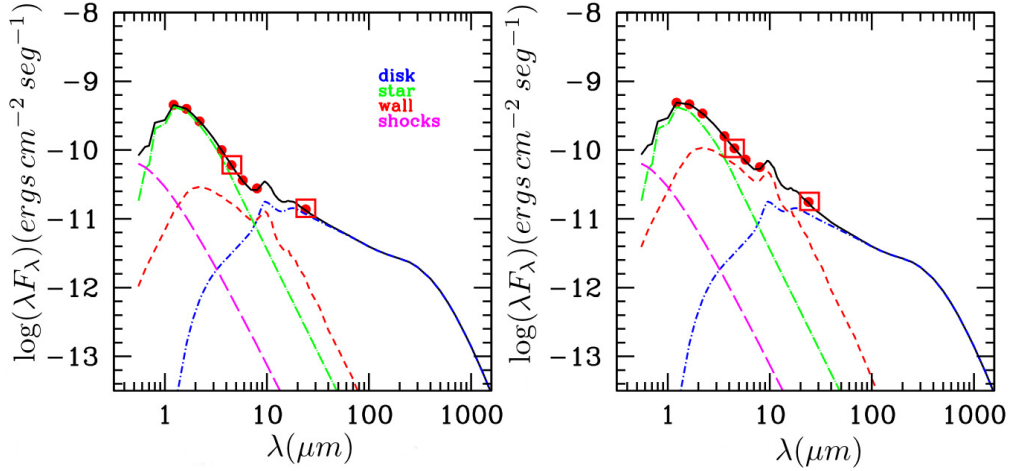 log(λF_λ)(ergs cm⁻² seg⁻¹)
−8
−9
−10
−11
−12
−13
disk
star
wall
shocks
1 10 100 1000
λ(μm)
log(λF_λ)(ergs cm⁻² seg⁻¹)
−8
−9
−10
−11
−12
−13
1 10 100 1000
λ(μm)